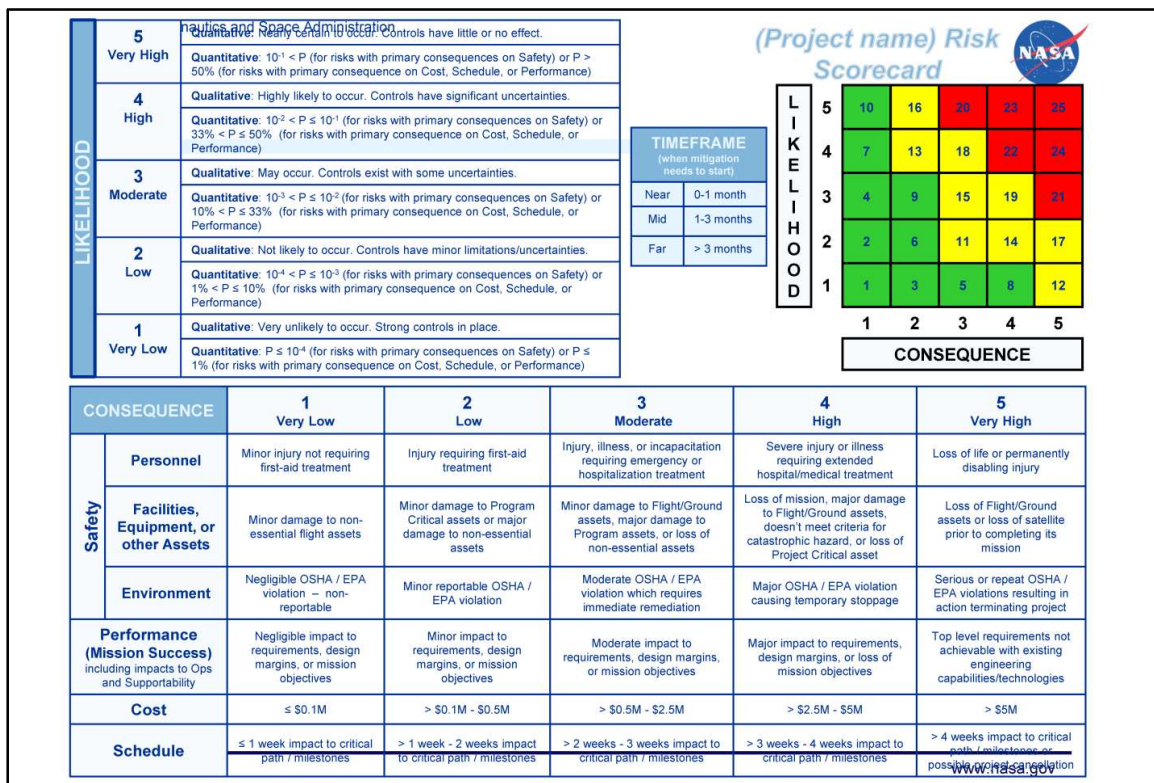 nautics and Space Administration
(Project name) Risk
Scorecard
NASA
LIKELIHOOD
5
Very High
Qualitative: Nearly certain to occur. Controls have little or no effect.
Quantitative: 10-1 < P (for risks with primary consequences on Safety) or P >
50% (for risks with primary consequence on Cost, Schedule, or Performance)
4
High
Qualitative: Highly likely to occur. Controls have significant uncertainties.
Quantitative: 10-2 < P ≤ 10-1 (for risks with primary consequences on Safety) or
33% < P ≤ 50% (for risks with primary consequence on Cost, Schedule, or
Performance)
3
Moderate
Qualitative: May occur. Controls exist with some uncertainties.
Quantitative: 10-3 < P ≤ 10-2 (for risks with primary consequences on Safety) or
10% < P ≤ 33% (for risks with primary consequence on Cost, Schedule, or
Performance)
2
Low
Qualitative: Not likely to occur. Controls have minor limitations/uncertainties.
Quantitative: 10-4 < P ≤ 10-3 (for risks with primary consequences on Safety) or
1% < P ≤ 10% (for risks with primary consequence on Cost, Schedule, or
Performance)
1
Very Low
Qualitative: Very unlikely to occur. Strong controls in place.
Quantitative: P ≤ 10-4 (for risks with primary consequences on Safety) or P ≤
1% (for risks with primary consequence on Cost, Schedule, or Performance)
TIMEFRAME
(when mitigation
needs to start)
Near 0-1 month
Mid 1-3 months
Far > 3 months
LIKELIHOOD
5 10 16 20 23 25
4 7 13 18 22 24
3 4 9 15 19 21
2 2 6 11 14 17
1 1 3 5 8 12
1 2 3 4 5
CONSEQUENCE
CONSEQUENCE
1
Very Low
2
Low
3
Moderate
4
High
5
Very High
Safety
Personnel
Minor injury not requiring
first-aid treatment
Injury requiring first-aid
treatment
Injury, illness, or incapacitation
requiring emergency or
hospitalization treatment
Severe injury or illness
requiring extended
hospital/medical treatment
Loss of life or permanently
disabling injury
Facilities,
Equipment, or
other Assets
Minor damage to non-
essential flight assets
Minor damage to Program
Critical assets or major
damage to non-essential
assets
Minor damage to Flight/Ground
assets, major damage to
Program assets, or loss of
non-essential assets
Loss of mission, major damage
to Flight/Ground assets,
doesn't meet criteria for
catastrophic hazard, or loss of
Project Critical asset
Loss of Flight/Ground
assets or loss of satellite
prior to completing its
mission
Environment
Negligible OSHA / EPA
violation – non-
reportable
Minor reportable OSHA /
EPA violation
Moderate OSHA / EPA
violation which requires
immediate remediation
Major OSHA / EPA violation
causing temporary stoppage
Serious or repeat OSHA /
EPA violations resulting in
action terminating project
Performance
(Mission Success)
including impacts to Ops
and Supportability
Negligible impact to
requirements, design
margins, or mission
objectives
Minor impact to
requirements, design
margins, or mission
objectives
Moderate impact to
requirements, design margins,
or mission objectives
Major impact to requirements,
design margins, or loss of
mission objectives
Top level requirements not
achievable with existing
engineering
capabilities/technologies
Cost
≤ $0.1M
> $0.1M - $0.5M
> $0.5M - $2.5M
> $2.5M - $5M
> $5M
Schedule
≤ 1 week impact to critical
path / milestones
> 1 week - 2 weeks impact
to critical path / milestones
> 2 weeks - 3 weeks impact to
critical path / milestones
> 3 weeks - 4 weeks impact to
critical path / milestones
> 4 weeks impact to critical
path / milestones or
possible project cancellation
www.nasa.gov